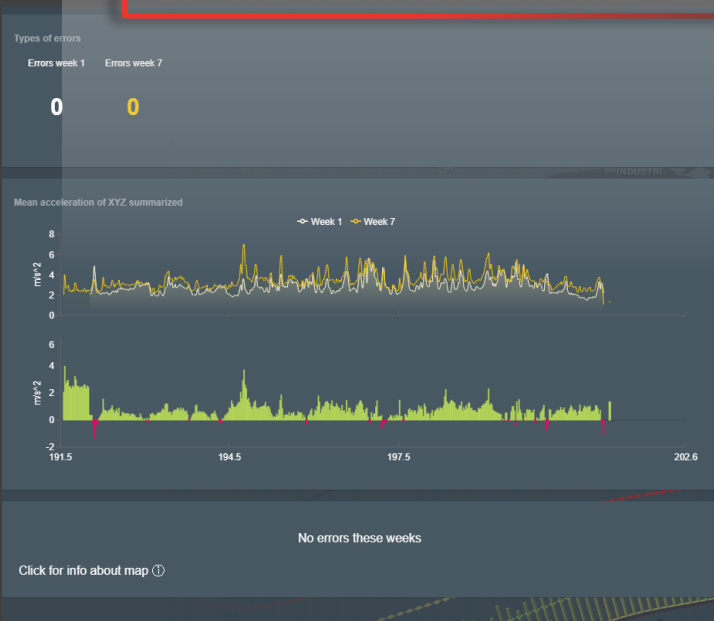 Types of errors
Errors week 1 Errors week 7
0 0
INDUSTRI
Mean acceleration of XYZ summarized
Week 1 Week 7
8
6
4
2
0
m/s^2
6
4
2
0
-2
m/s^2
191.5 194.5 197.5 202.6
No errors these weeks
Click for info about map ⓘ